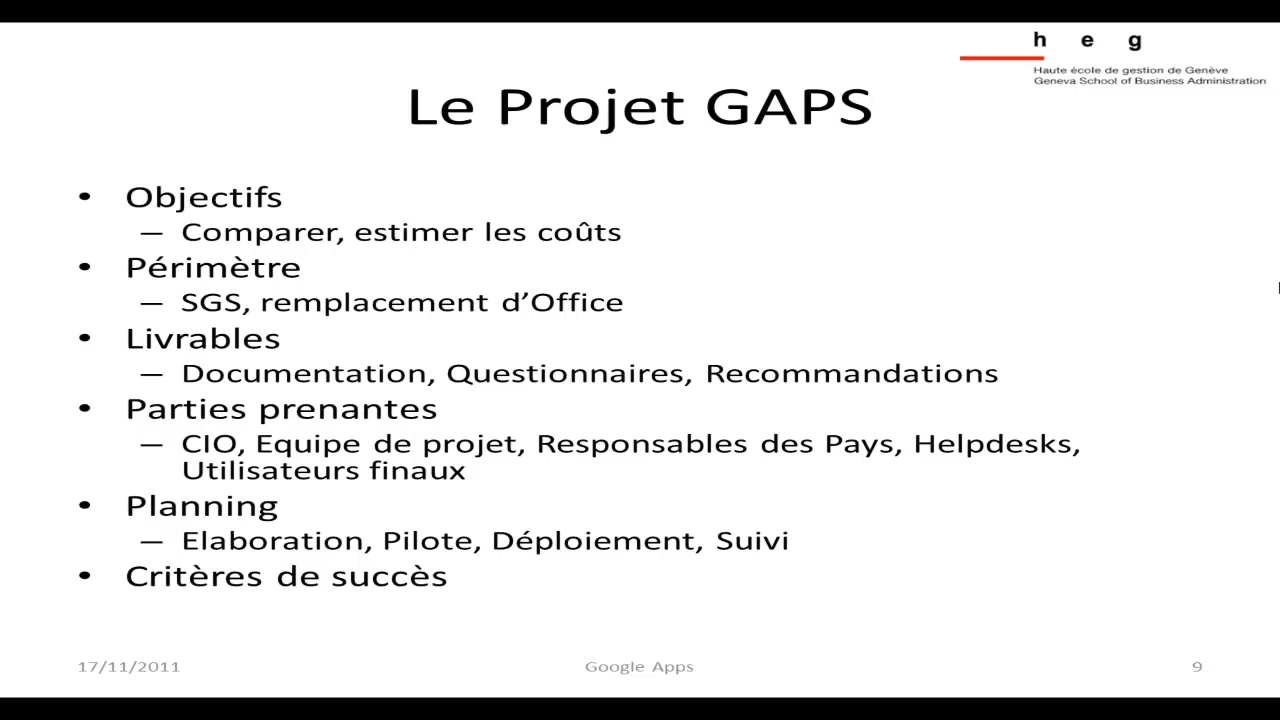 h e g
Haute école de gestion de Genève
Geneva School of Business Administration
Le Projet GAPS
• Objectifs
– Comparer, estimer les coûts
• Périmètre
– SGS, remplacement d’Office
• Livrables
– Documentation, Questionnaires, Recommandations
• Parties prenantes
– CIO, Equipe de projet, Responsables des Pays, Helpdesks,
Utilisateurs finaux
• Planning
– Elaboration, Pilote, Déploiement, Suivi
• Critères de succès
17/11/2011
Google Apps
9